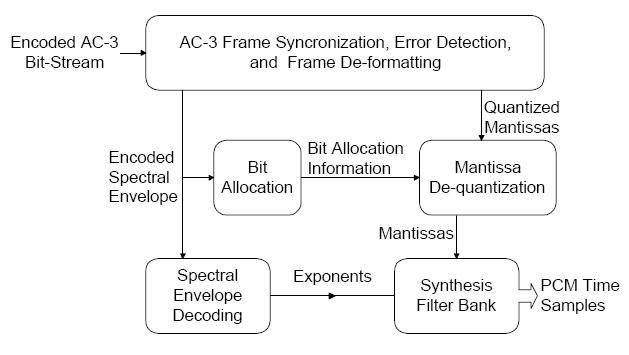 Encoded AC-3
Bit-Stream
AC-3 Frame Syncronization, Error Detection,
and Frame De-formatting
Quantized
Mantissas
Encoded
Spectral
Envelope
Bit
Allocation
Bit Allocation
Information
Mantissa
De-quantization
Mantissas
Spectral
Envelope
Decoding
Exponents
Synthesis
Filter Bank
PCM Time
Samples